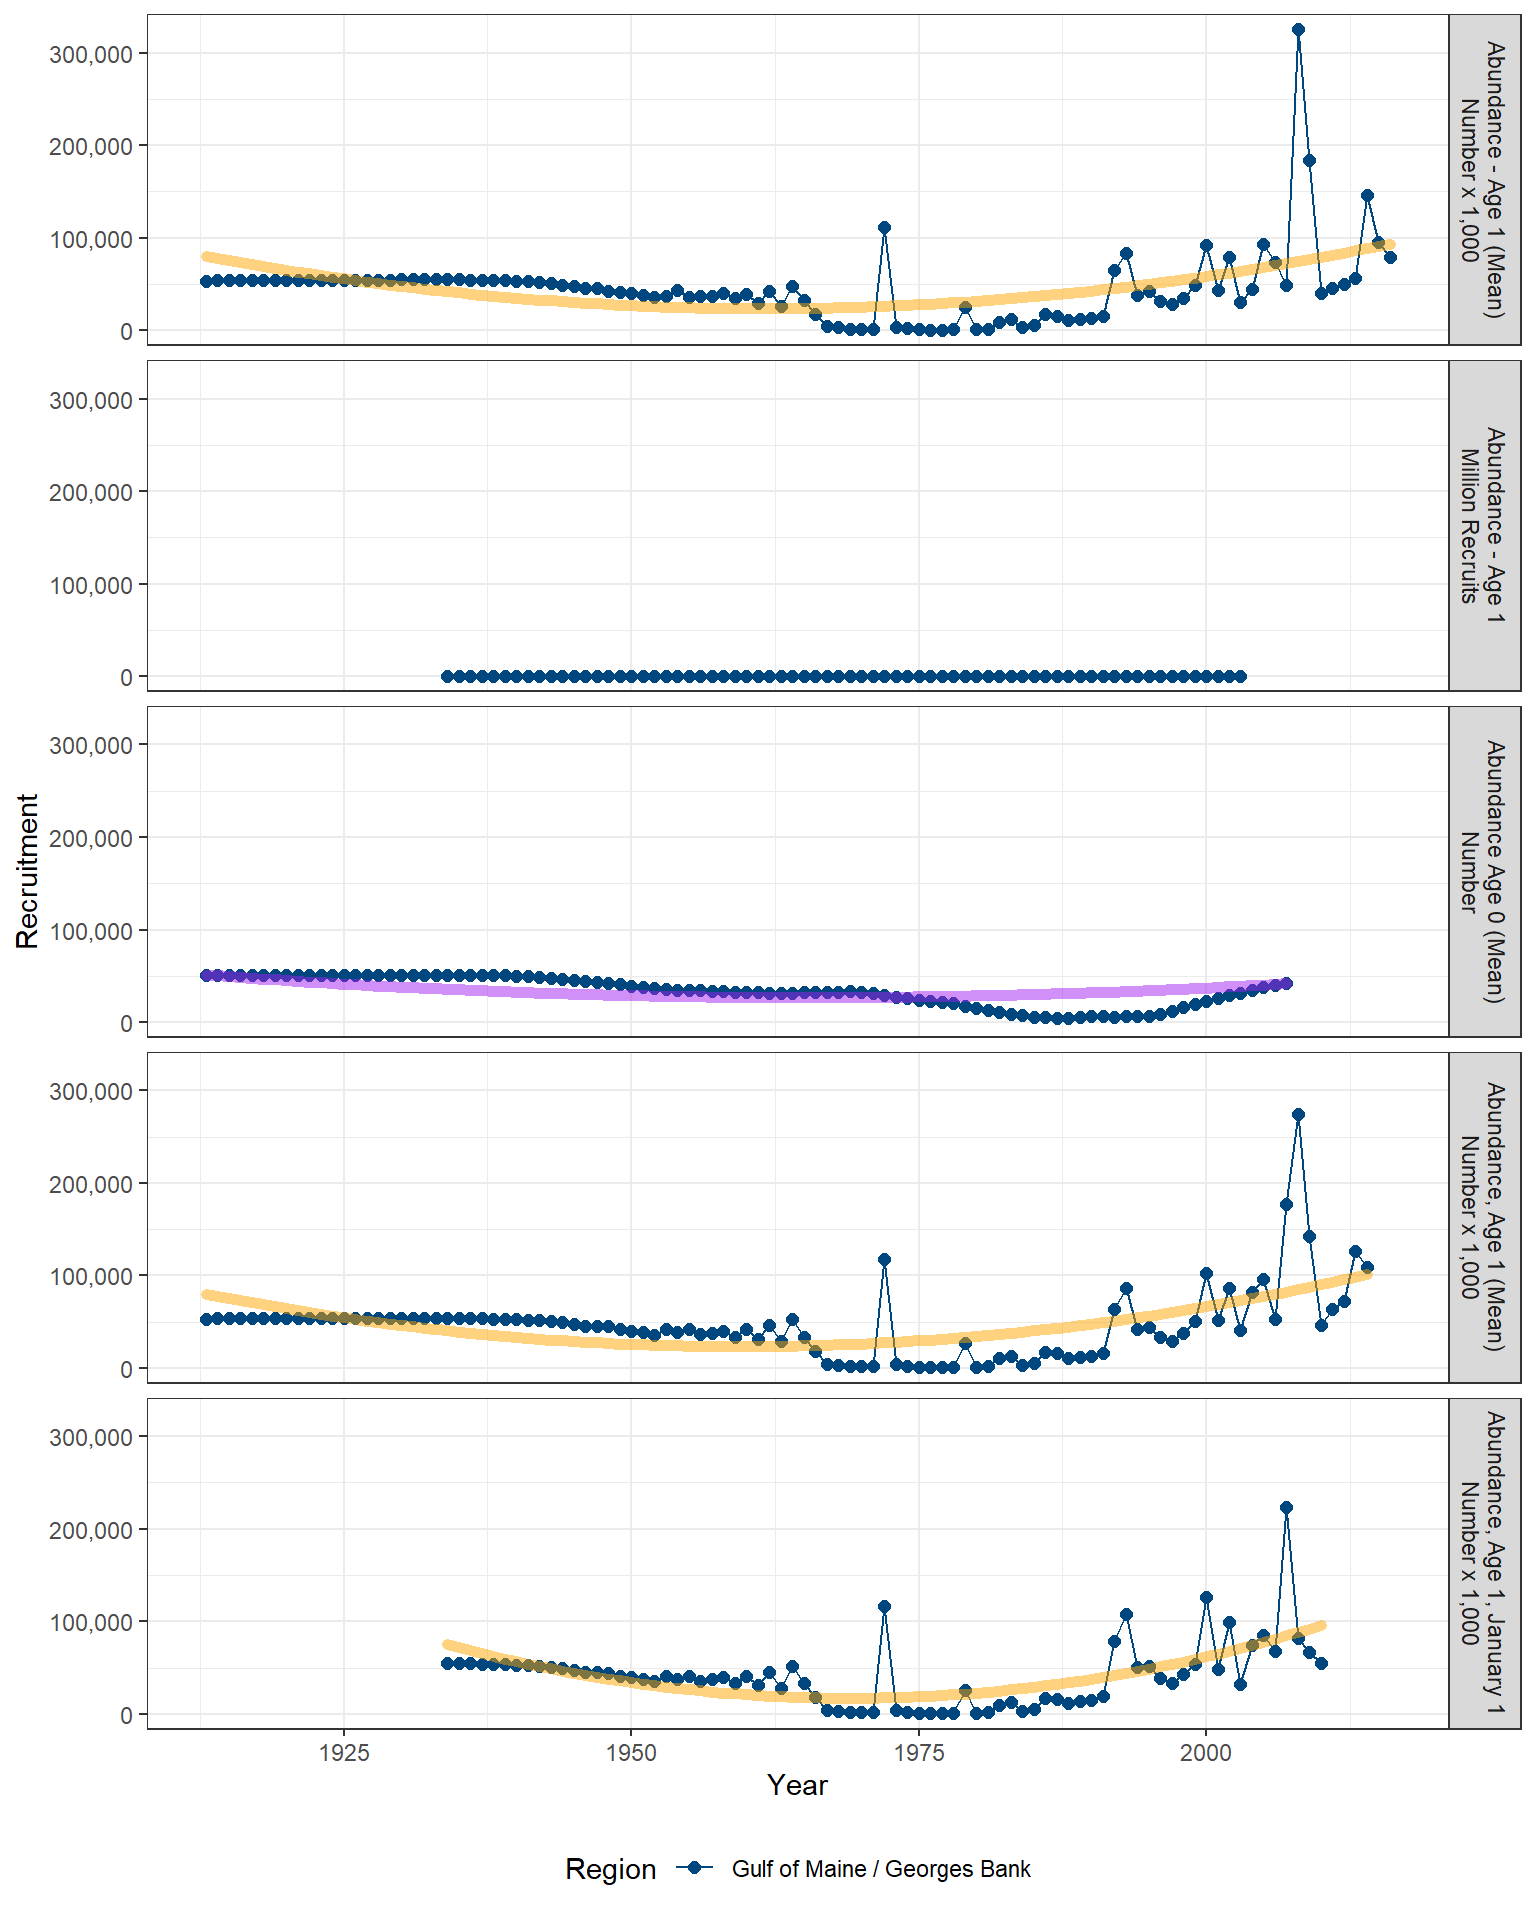 300,000
200,000
100,000
0
Abundance - Age 1 (Mean)
Number x 1,000
300,000
200,000
100,000
0
Abundance - Age 1
Million Recruits
300,000
200,000
100,000
0
Abundance Age 0 (Mean)
Number
300,000
200,000
100,000
0
Abundance, Age 1 (Mean)
Number x 1,000
300,000
200,000
100,000
0
Abundance, Age 1, January 1
Number x 1,000
Recruitment
1925 1950 1975 2000
Year
Region Gulf of Maine / Georges Bank